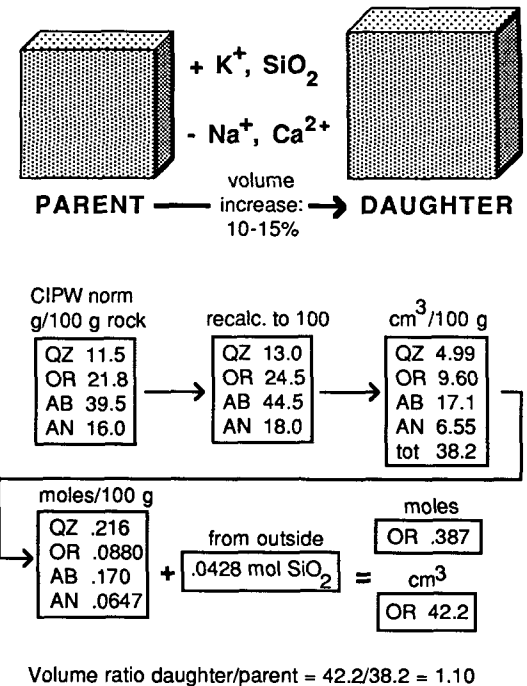 + K⁺, SiO₂
- Na⁺, Ca²⁺
volume
PARENT increase: DAUGHTER
10-15%
CIPW norm
g/100 g rock
QZ 11.5
OR 21.8
AB 39.5
AN 16.0
recalc. to 100
QZ 13.0
OR 24.5
AB 44.5
AN 18.0
cm³/100 g
QZ 4.99
OR 9.60
AB 17.1
AN 6.55
tot 38.2
moles/100 g
QZ .216
OR .0880
AB .170
AN .0647
+
from outside
.0428 mol SiO₂
=
moles
OR .387
cm³
OR 42.2
Volume ratio daughter/parent = 42.2/38.2 = 1.10